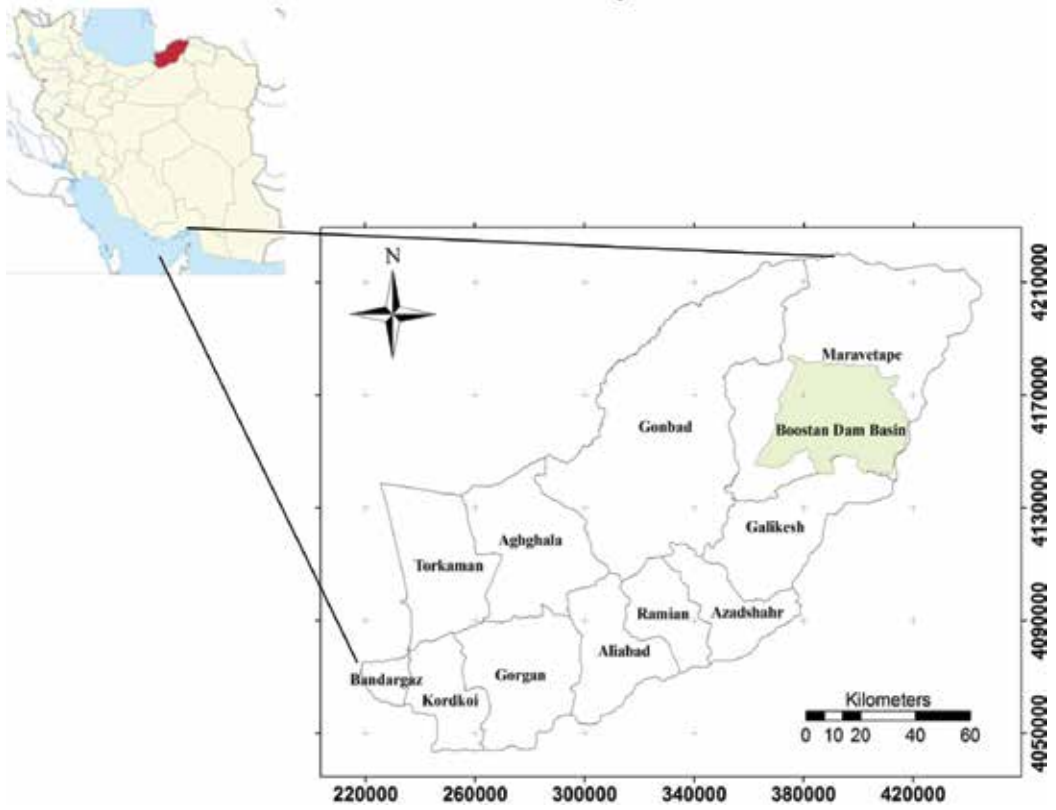 N
4210000
Maravetape
4170000
Gonbad
Boostan Dam Basin
4130000
Galikesh
Aghghala
Torkaman
Ramian
Azadshahr
4090000
Aliabad
Bandargaz
Gorgan
Kordkoi
Kilometers
0 10 20 40 60
4050000
220000 260000 300000 340000 380000 420000